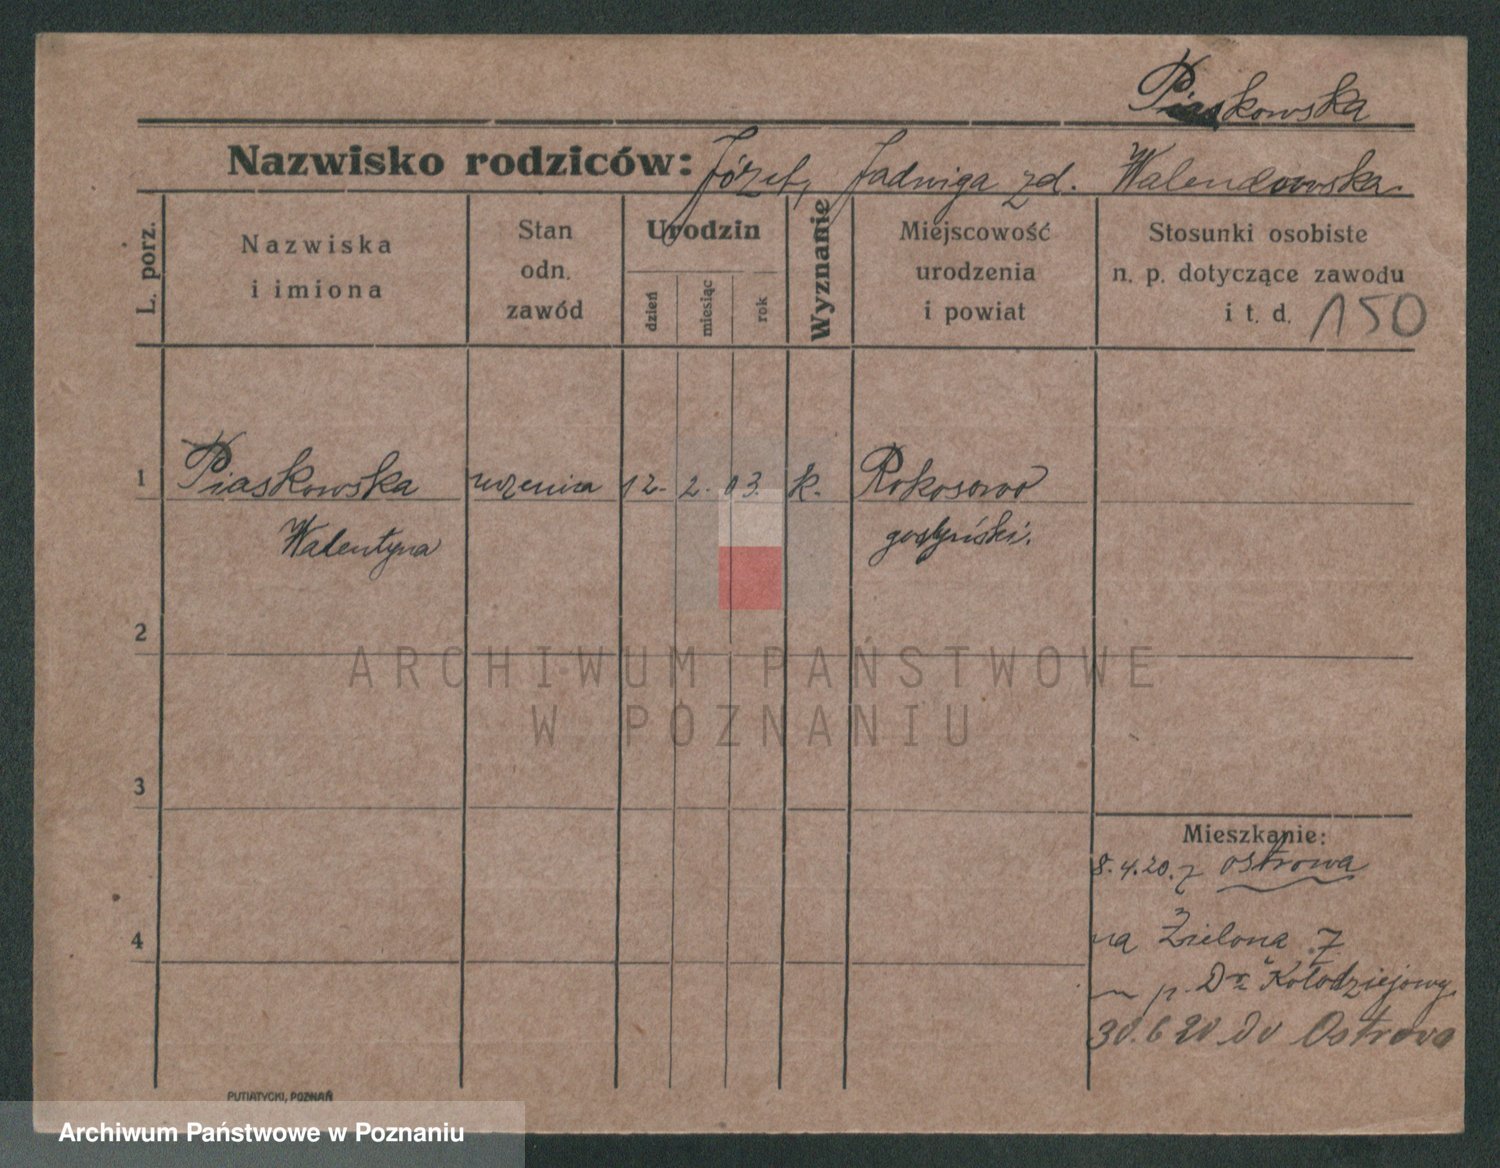 Piaskowska
Nazwisko rodziców: Józef, Jadwiga zd. Walendowska.
L. porz.
Nazwiska
i imiona
Stan
odn.
zawód
Urodzin
dzień
miesiąc
rok
Wyznanie
Miejscowość
urodzenia
i powiat
Stosunki osobiste
n. p. dotyczące zawodu
i t. d. 150
1 Piaskowska uczenica 12. 2. 03. k. Rokosowo
Walentyna gostyński.
2
ARCHIWUM PAŃSTWOWE
W POZNANIU
3
Mieszkanie:
8.4.20. z Ostrowa
4 na Zielona 7
p. Dr. Kołodziejowy
30.6 20 do Ostrowa
PUTIATYCKI, POZNAŃ
Archiwum Państwowe w Poznaniu